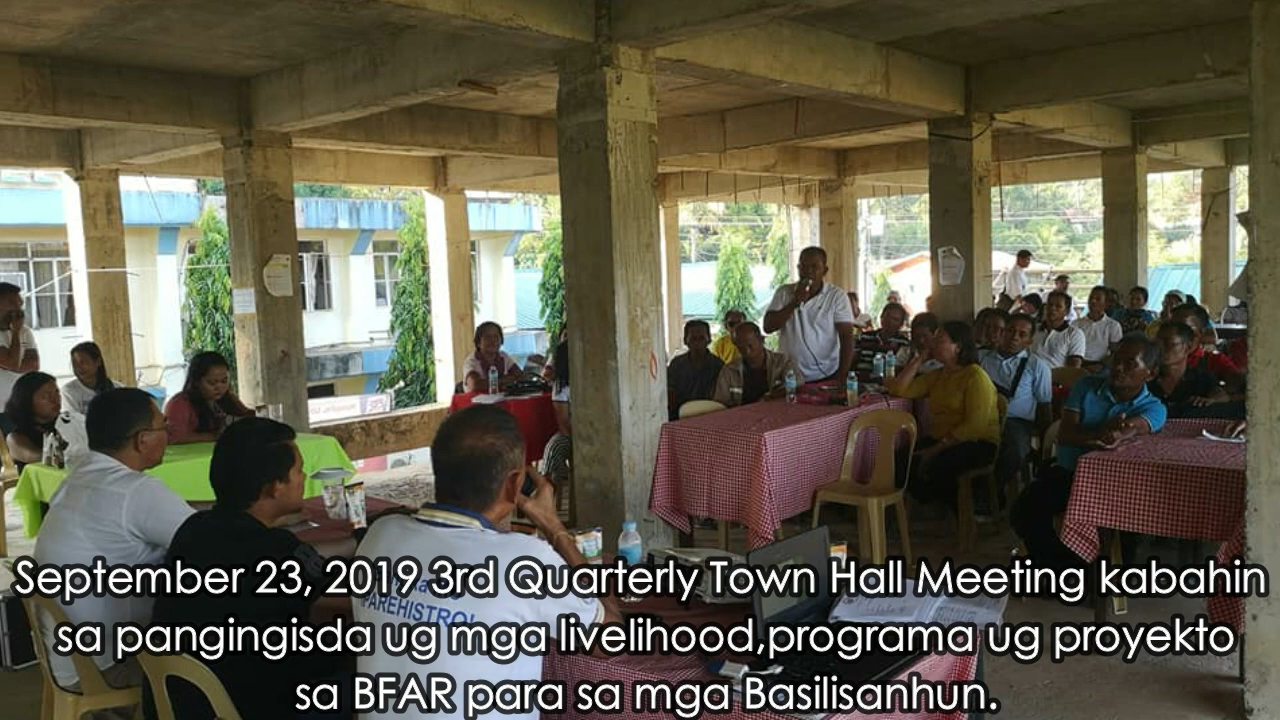 September 23, 2019 3rd Quarterly Town Hall Meeting kabahin
sa pangingisda ug mga livelihood,programa ug proyekto
sa BFAR para sa mga Basilisanhun.